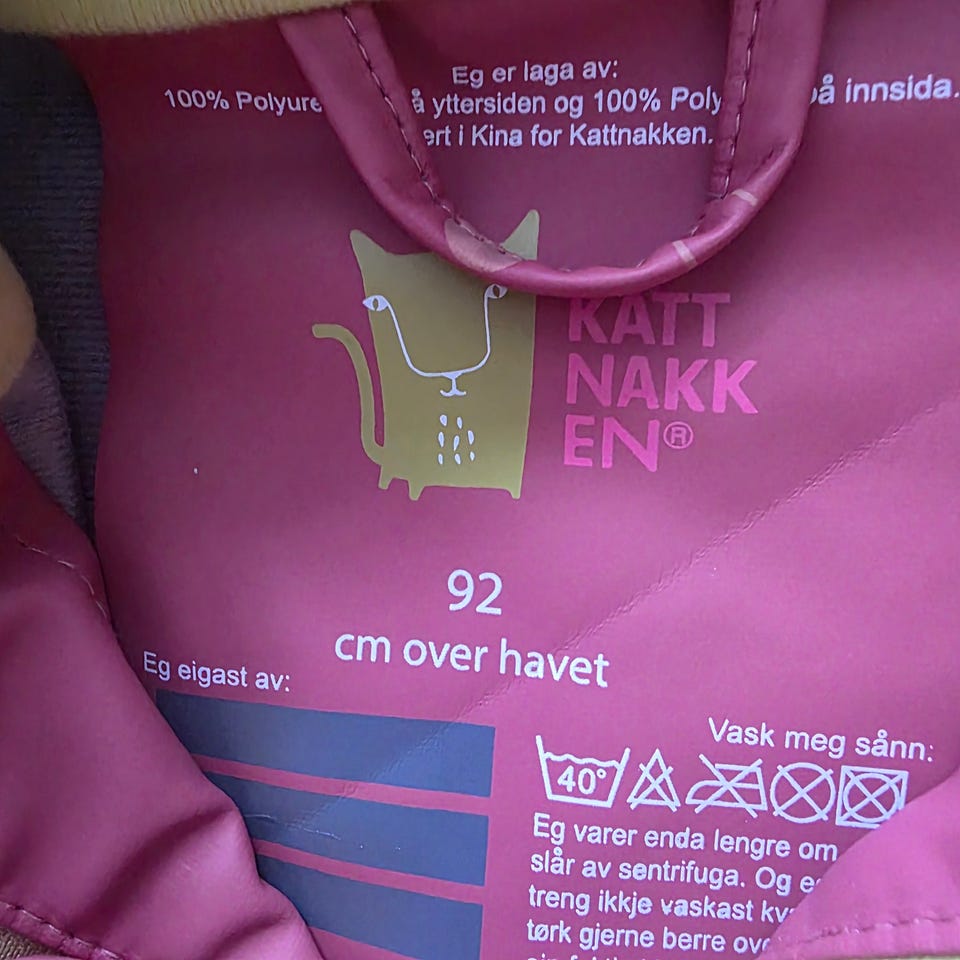 Eg er laga av:
100% Polyure å yttersiden og 100% Poly på innsida.
ert i Kina for Kattnakken.
KATT
NAKK
EN®
92
cm over havet
Eg eigast av:
Vask meg sånn:
40°
Eg varer enda lengre om
slår av sentrifuga. Og e
treng ikkje vaskast kv
tørk gjerne berre ov